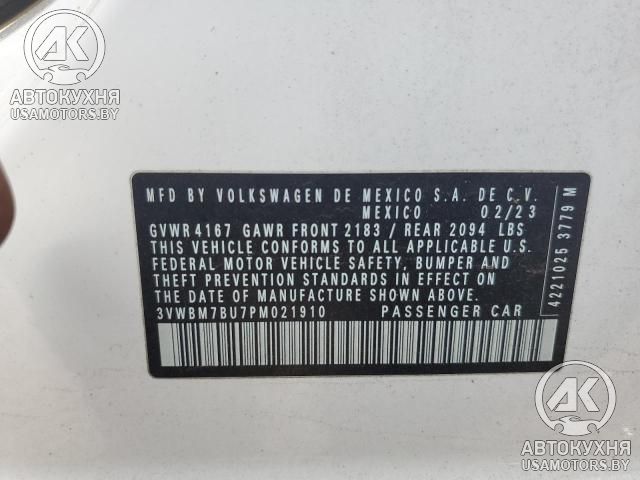 AK
АВТОКУХНЯ
USAMOTORS.BY
MFD BY VOLKSWAGEN DE MEXICO S.A. DE C.V.
MEXICO 02/23
GVWR 4167 GAWR FRONT 2183 / REAR 2094 LBS
THIS VEHICLE CONFORMS TO ALL APPLICABLE U.S.
FEDERAL MOTOR VEHICLE SAFETY, BUMPER AND
THEFT PREVENTION STANDARDS IN EFFECT ON
THE DATE OF MANUFACTURE SHOWN ABOVE.
3VWBM7BU7PM021910 PASSENGER CAR
4221025 3779 M
AK
АВТОКУХНЯ
USAMOTORS.BY